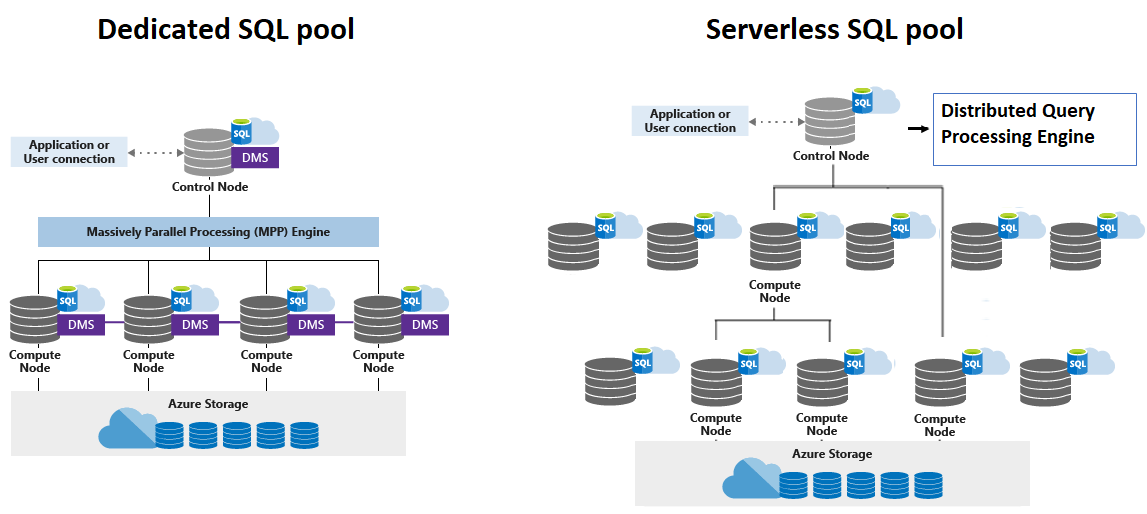 Dedicated SQL pool
Application or
User connection
SQL
DMS
Control Node
Massively Parallel Processing (MPP) Engine
SQL
DMS
SQL
DMS
SQL
DMS
SQL
DMS
Compute
Node
Compute
Node
Compute
Node
Compute
Node
Azure Storage
Serverless SQL pool
Application or
User connection
SQL
Control Node
Distributed Query
Processing Engine
SQL
SQL
SQL
SQL
SQL
SQL
Compute
Node
SQL
SQL
SQL
SQL
SQL
Compute
Node
Compute
Node
Compute
Node
Azure Storage